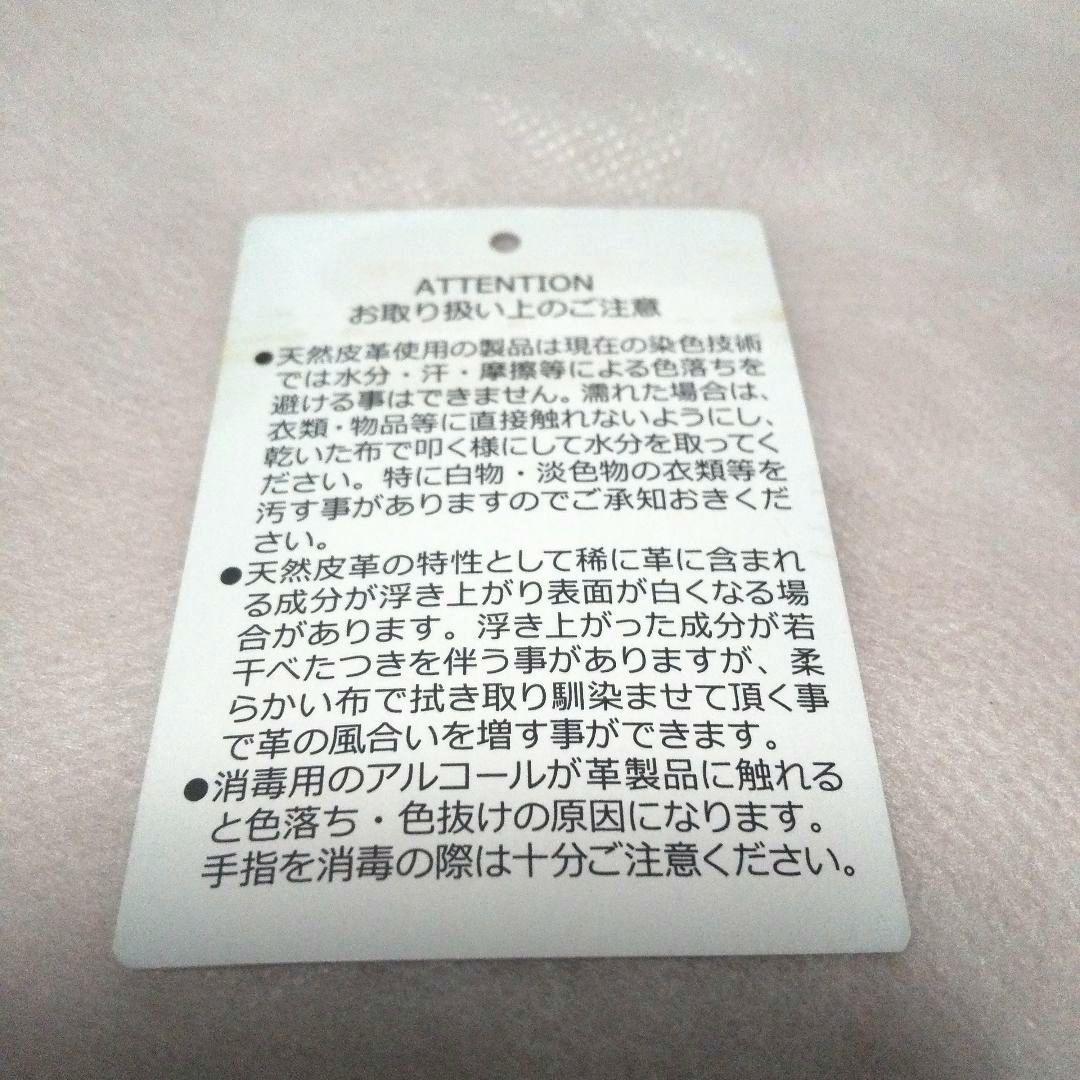 ATTENTION
お取り扱い上のご注意
●天然皮革使用の製品は現在の染色技術
では水分・汗・摩擦等による色落ちを
避ける事はできません。濡れた場合は、
衣類・物品等に直接触れないようにし、
乾いた布で叩く様にして水分を取ってく
ださい。特に白物・淡色物の衣類等を
汚す事がありますのでご承知おきくだ
さい。
●天然皮革の特性として稀に革に含まれ
る成分が浮き上がり表面が白くなる場
合があります。浮き上がった成分が若
干べたつきを伴う事がありますが、柔
らかい布で拭き取り馴染ませて頂く事
で革の風合いを増す事ができます。
●消毒用のアルコールが革製品に触れる
と色落ち・色抜けの原因になります。
手指を消毒の際は十分ご注意ください。